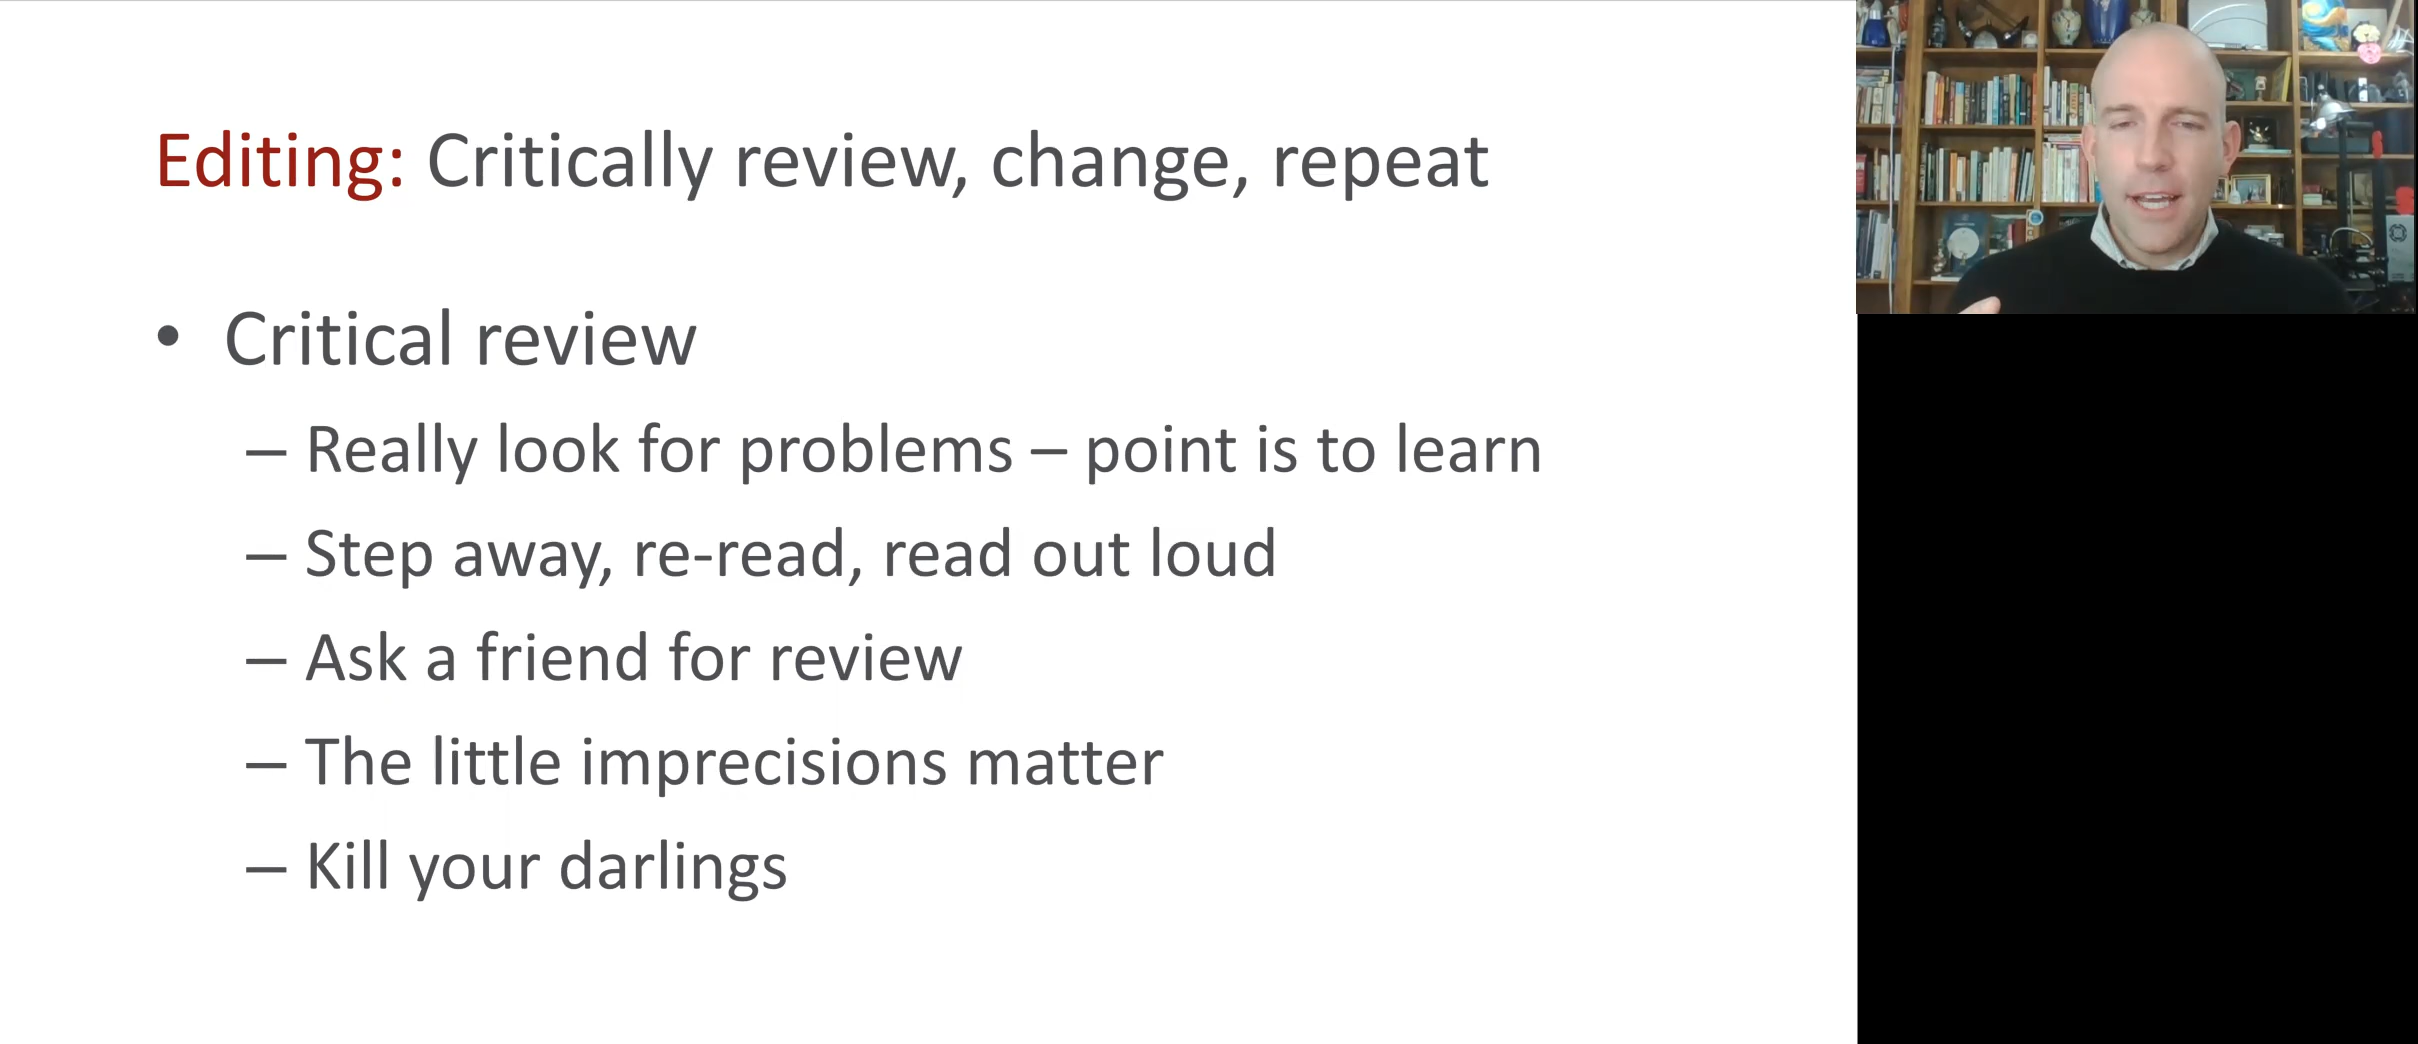 Editing: Critically review, change, repeat
• Critical review
– Really look for problems – point is to learn
– Step away, re-read, read out loud
– Ask a friend for review
– The little imprecisions matter
– Kill your darlings